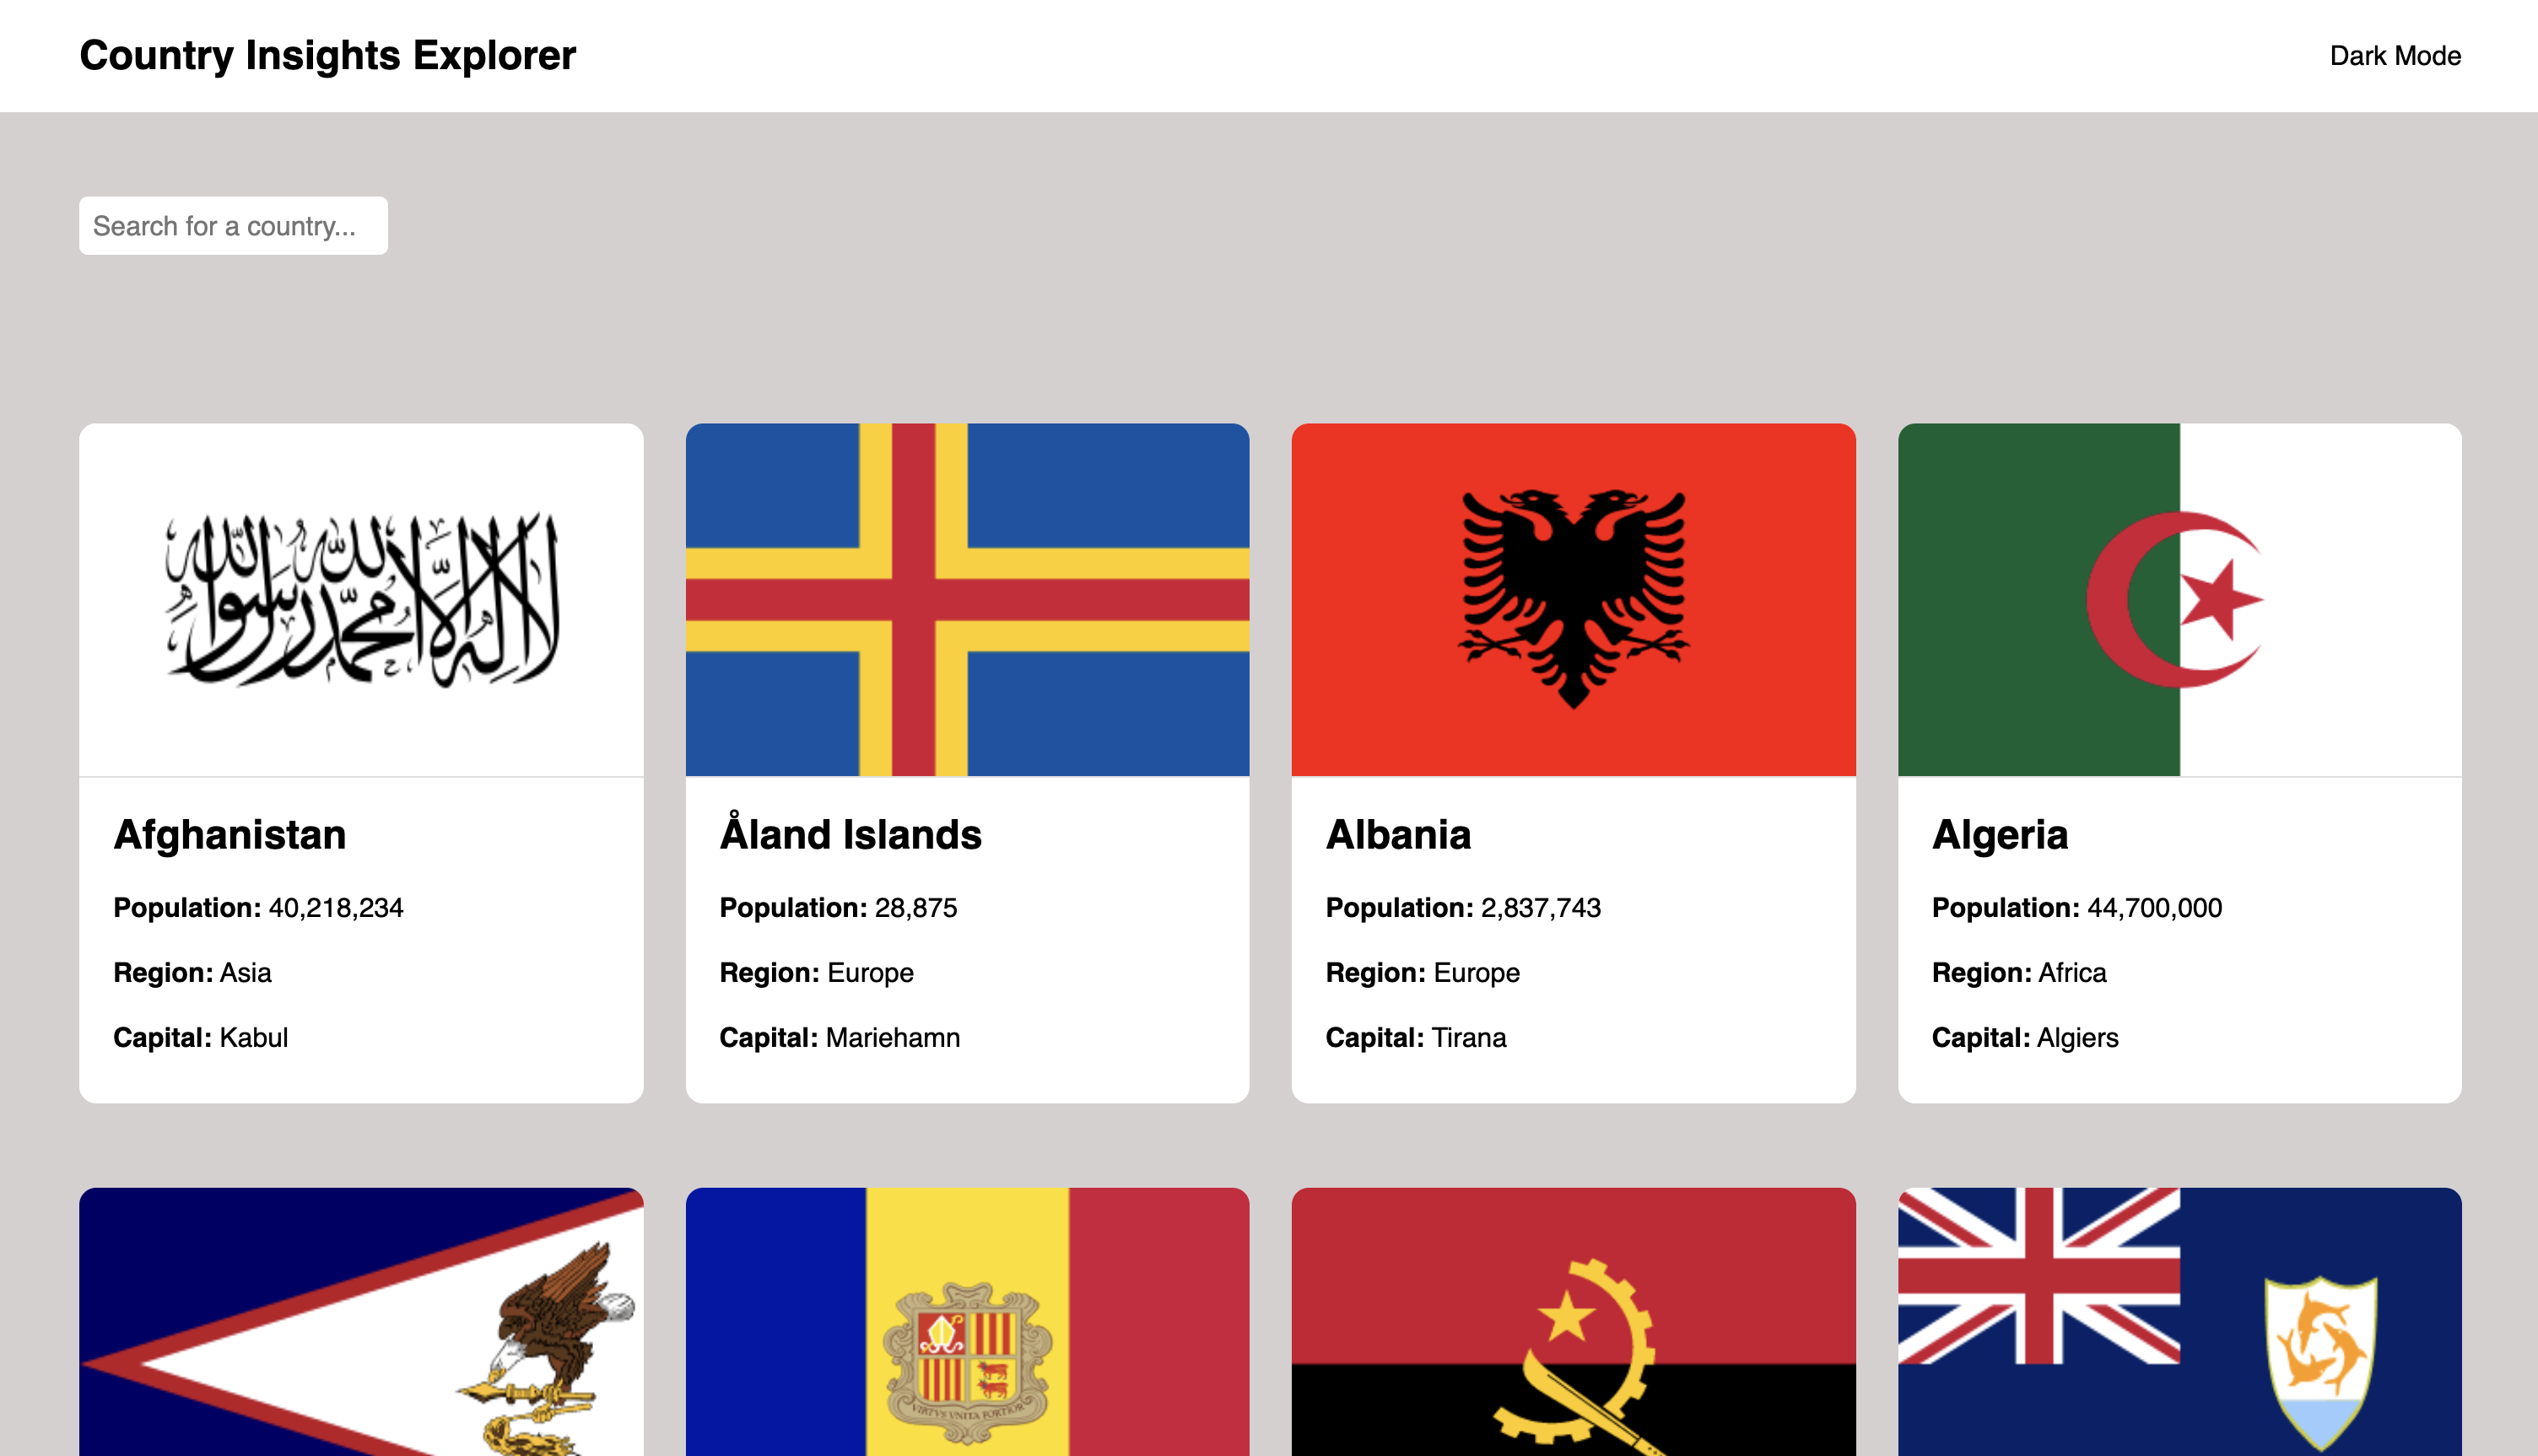 Country Insights Explorer
Dark Mode
Search for a country...
لا إله إلا الله محمد رسول الله
Afghanistan
Population: 40,218,234
Region: Asia
Capital: Kabul
Åland Islands
Population: 28,875
Region: Europe
Capital: Mariehamn
Albania
Population: 2,837,743
Region: Europe
Capital: Tirana
Algeria
Population: 44,700,000
Region: Africa
Capital: Algiers
VIRTVS VNITA FORTIOR